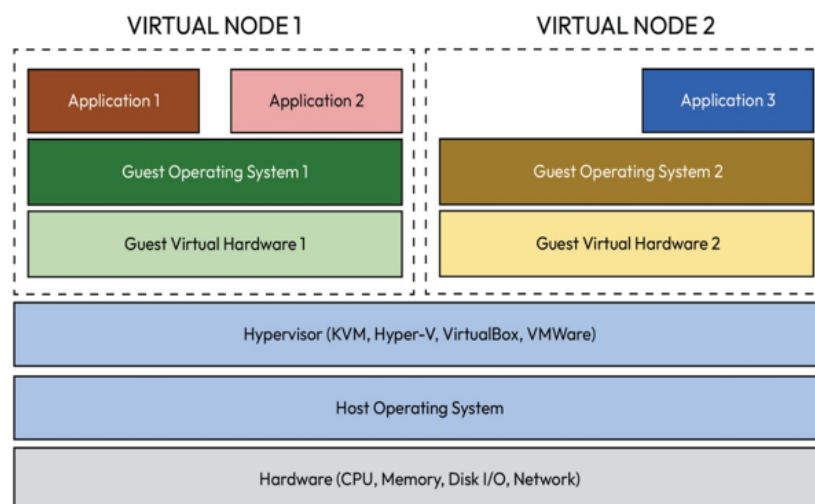 VIRTUAL NODE 1
VIRTUAL NODE 2
Application 1
Application 2
Application 3
Guest Operating System 1
Guest Operating System 2
Guest Virtual Hardware 1
Guest Virtual Hardware 2
Hypervisor (KVM, Hyper-V, VirtualBox, VMWare)
Host Operating System
Hardware (CPU, Memory, Disk I/O, Network)